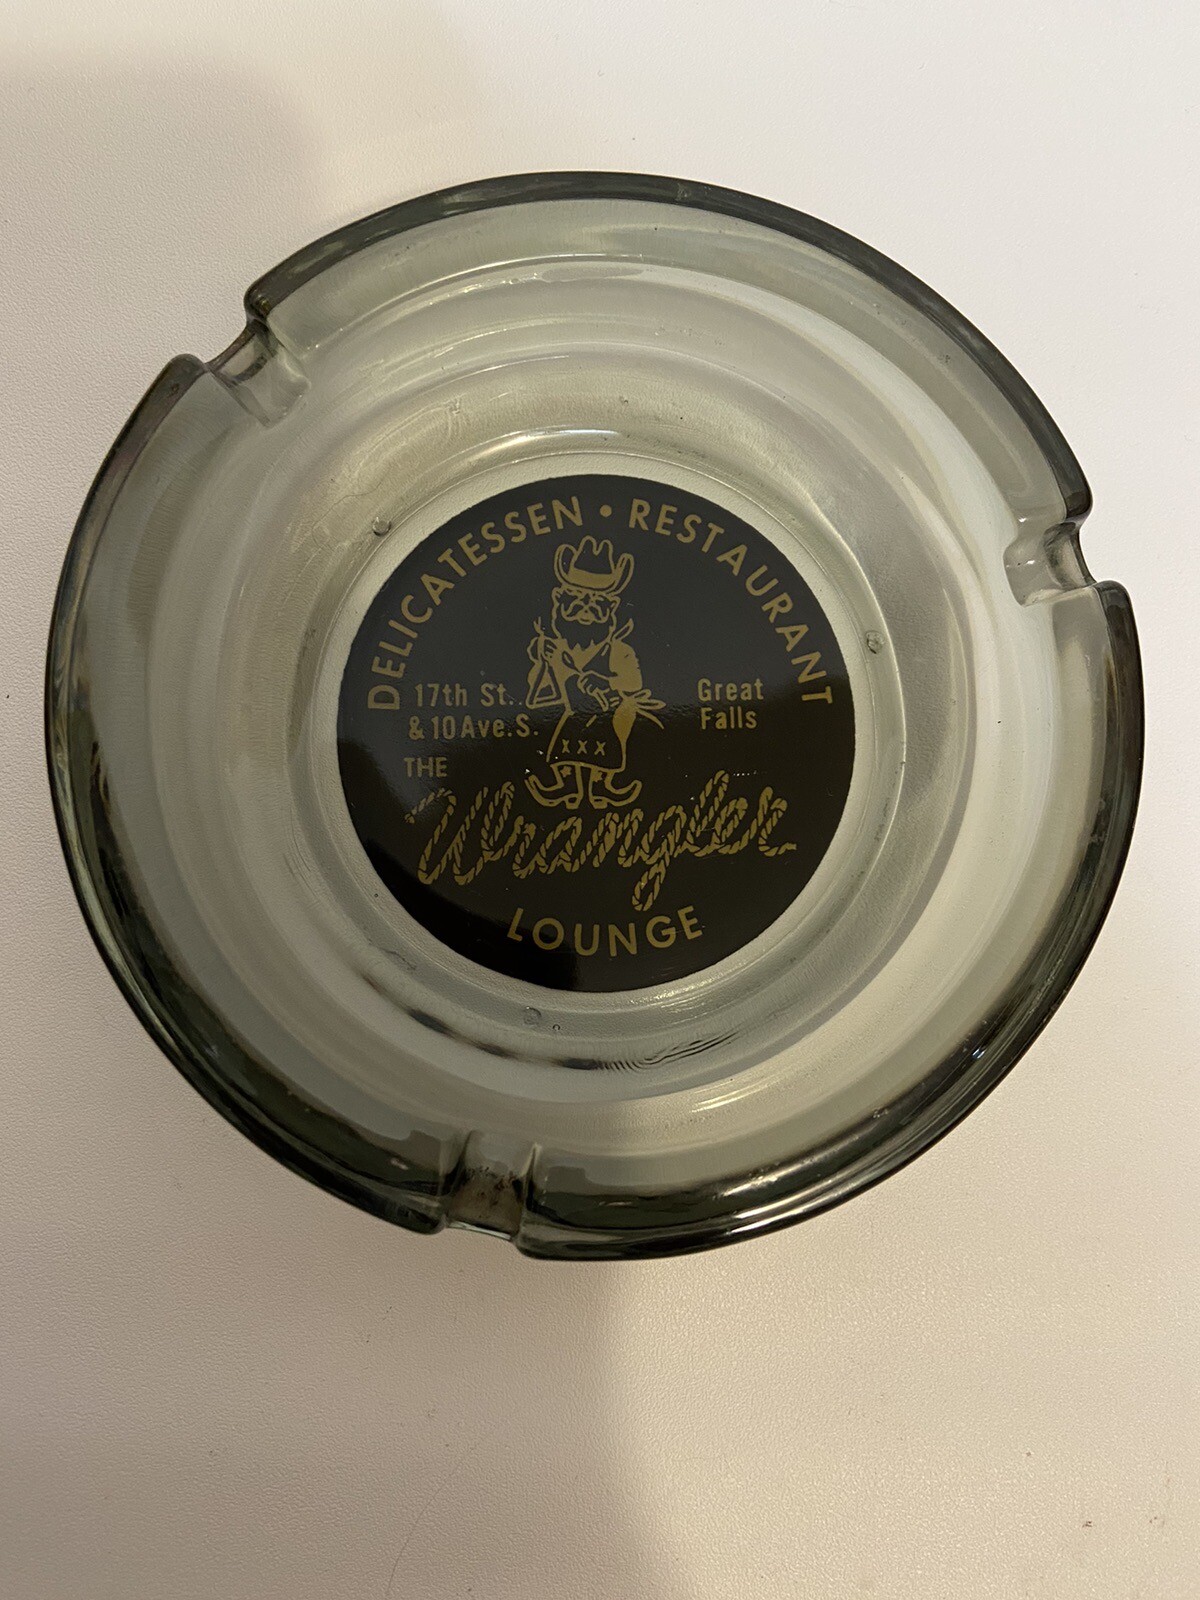 DELICATESSEN • RESTAURANT
17th St.
& 10 Ave. S.
Great
Falls
XXX
THE
Wrangler
LOUNGE